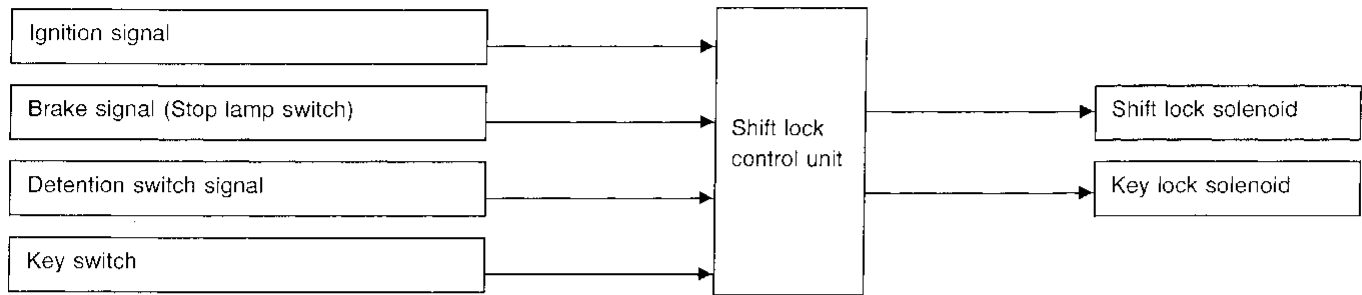 Ignition signal
Brake signal (Stop lamp switch)
Detention switch signal
Key switch
Shift lock
control unit
Shift lock solenoid
Key lock solenoid